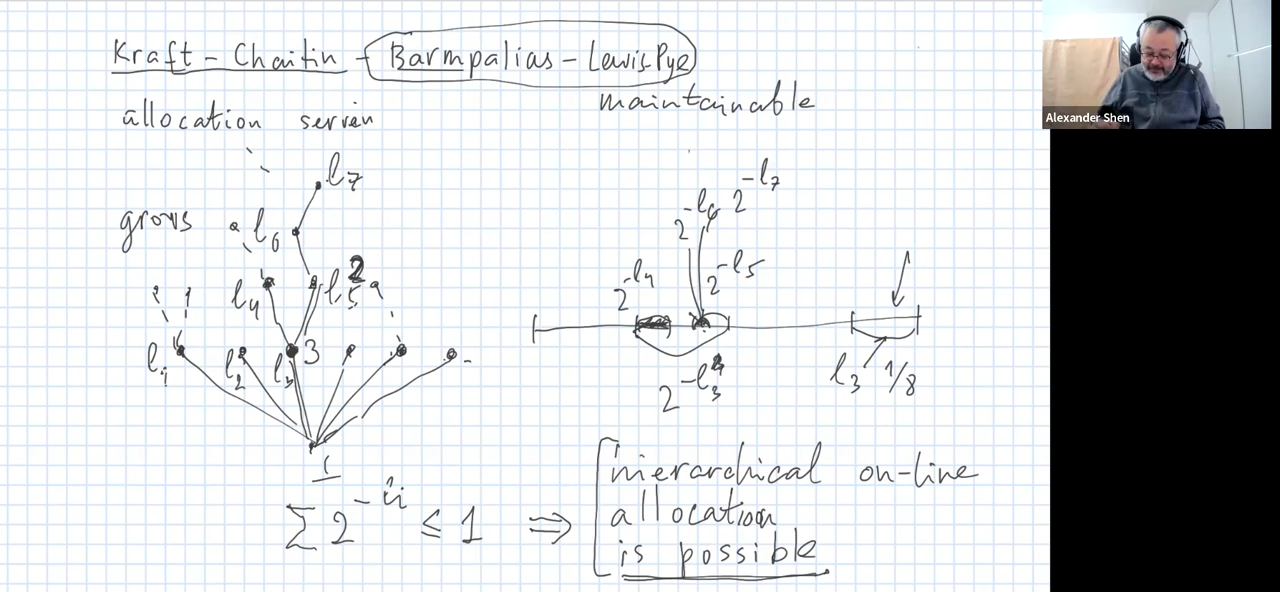 Kraft - Chaitin - Barmpalias - Lewis.Pye
maintainable
allocation
Alexander Shen
l₇
2^-l₆ 2^-l₇
grows
l₆
l₄ l₅ 2
2^-l₄ 2^-l₅
l₁ l₂ l₃ 3
2^-l₃
l₃ 1/8
1
Σ 2^-li ≤ 1 ⇒
hierarchical on-line
allocation
is possible